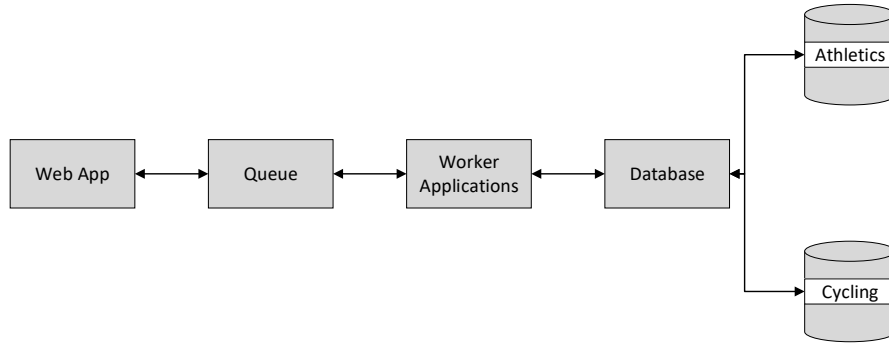 Athletics
Web App
Queue
Worker
Applications
Database
Cycling